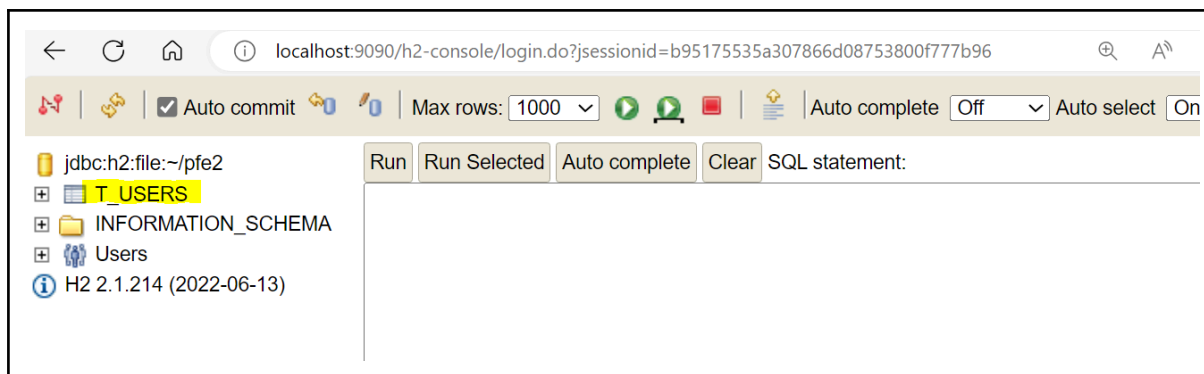 localhost:9090/h2-console/login.do?jsessionid=b95175535a307866d08753800f777b96 A
Auto commit Max rows: 1000 Auto complete Off Auto select On
jdbc:h2:file:~/pfe2 Run Run Selected Auto complete Clear SQL statement:
T_USERS
INFORMATION_SCHEMA
Users
H2 2.1.214 (2022-06-13)